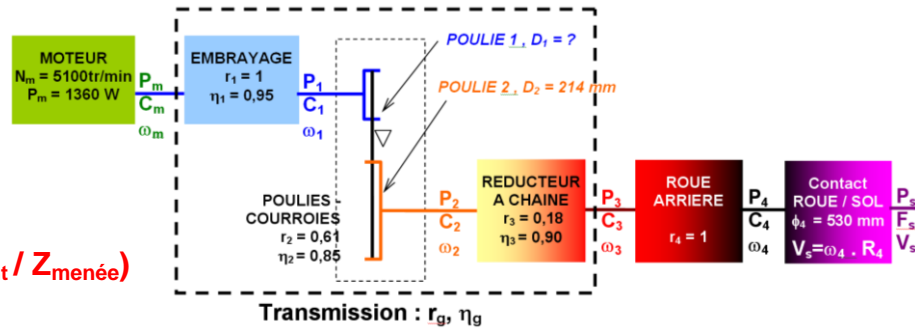 POULIE 1, D₁ = ?
MOTEUR
Nₘ = 5100tr/min
Pₘ = 1360 W
Pₘ
Cₘ
ωₘ
EMBRAYAGE
r₁ = 1
η₁ = 0,95
P₁
C₁
ω₁
POULIE 2, D₂ = 214 mm
POULIES -
COURROIES
r₂ = 0,61
η₂ = 0,85
P₂
C₂
ω₂
REDUCTEUR
A CHAINE
r₃ = 0,18
η₃ = 0,90
P₃
C₃
ω₃
ROUE
ARRIERE
r₄ = 1
P₄
C₄
ω₄
Contact
ROUE / SOL
ϕ₄ = 530 mm
Vₛ=ω₄ . R₄
Pₛ
Fₛ
Vₛ
t / Zmenée)
Transmission : rg, ηg